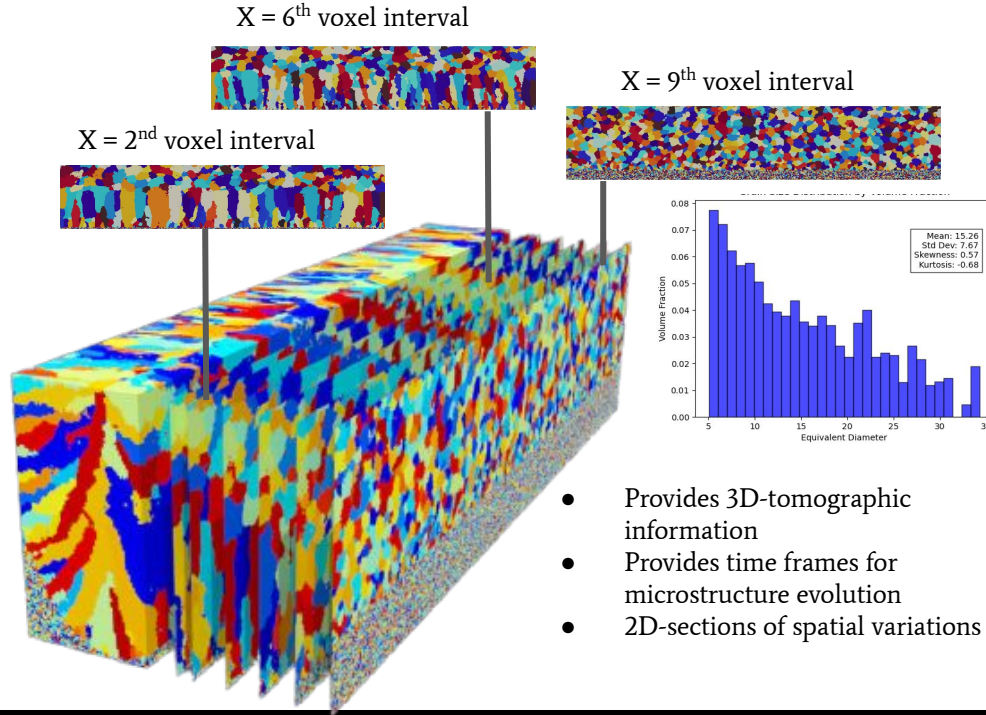 X = 6th voxel interval
X = 9th voxel interval
X = 2nd voxel interval
Mean: 15.26
Std Dev: 7.67
Skewness: 0.57
Kurtosis: -0.68
Volume Fraction
0.08
0.07
0.06
0.05
0.04
0.03
0.02
0.01
0.00
5 10 15 20 25 30
Equivalent Diameter
● Provides 3D-tomographic
information
● Provides time frames for
microstructure evolution
● 2D-sections of spatial variations